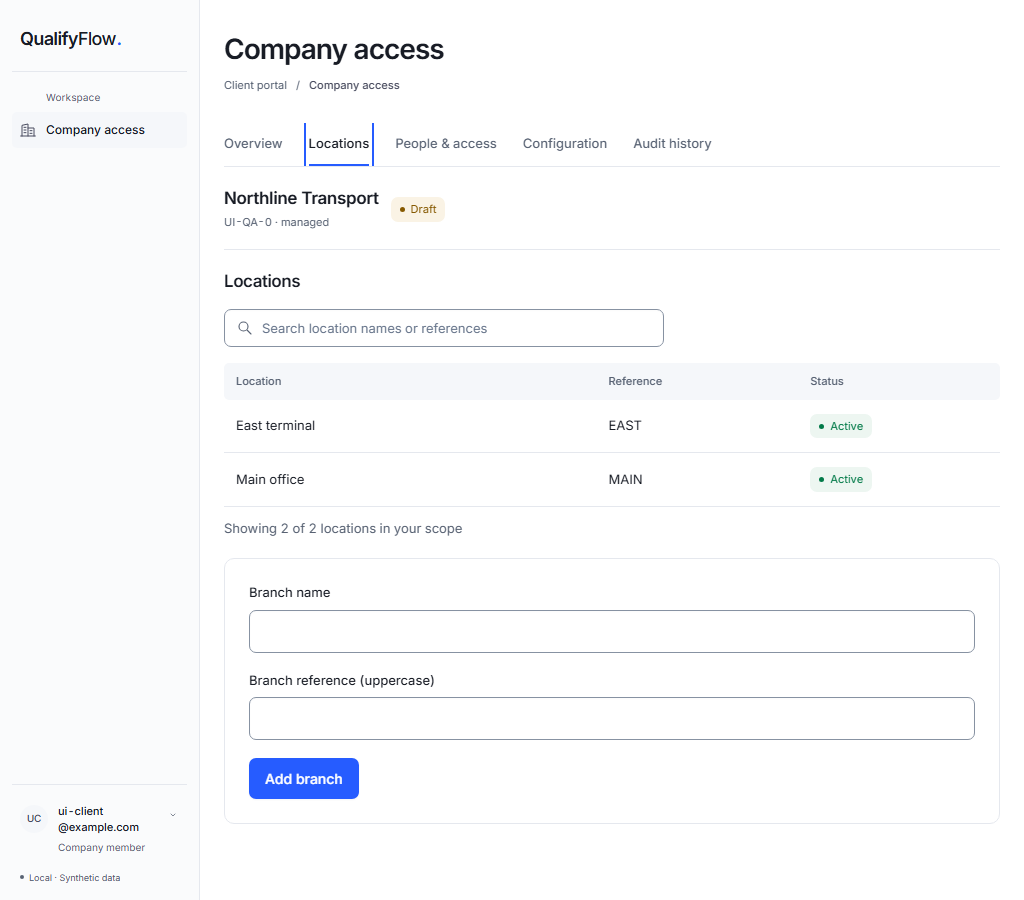 QualifyFlow.
Workspace
Company access
Company access
Client portal / Company access
Overview Locations People & access Configuration Audit history
Northline Transport
Draft
UI-QA-0 · managed
Locations
Search location names or references
Location Reference Status
East terminal EAST Active
Main office MAIN Active
Showing 2 of 2 locations in your scope
Branch name
Branch reference (uppercase)
Add branch
UC
ui-client
@example.com
Company member
Local · Synthetic data